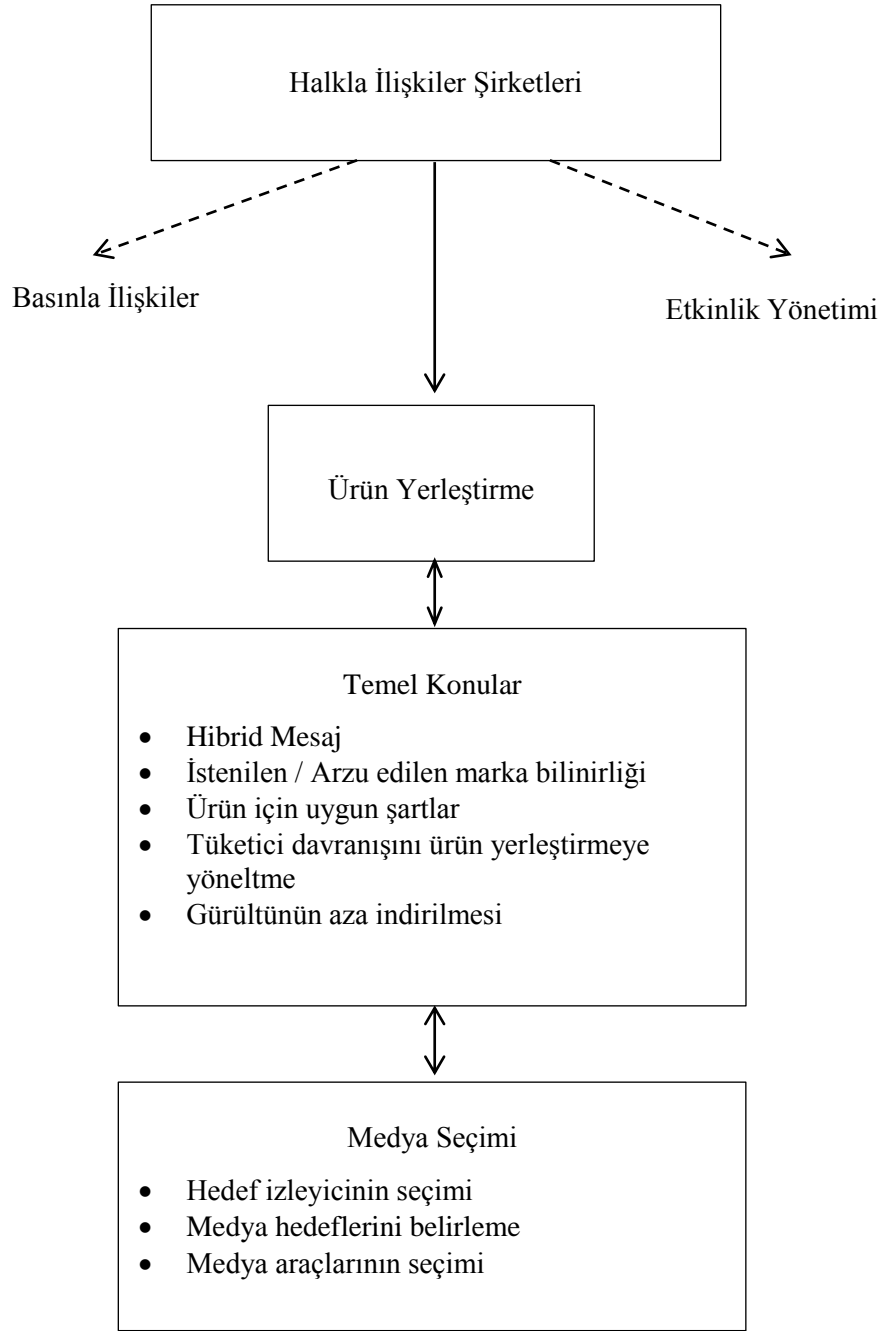 Halkla İlişkiler Şirketleri
Basınla İlişkiler
Etkinlik Yönetimi
Ürün Yerleştirme
Temel Konular
• Hibrid Mesaj
• İstenilen / Arzu edilen marka bilinirliği
• Ürün için uygun şartlar
• Tüketici davranışını ürün yerleştirmeye
yöneltme
• Gürültünün aza indirilmesi
Medya Seçimi
• Hedef izleyicinin seçimi
• Medya hedeflerini belirleme
• Medya araçlarının seçimi